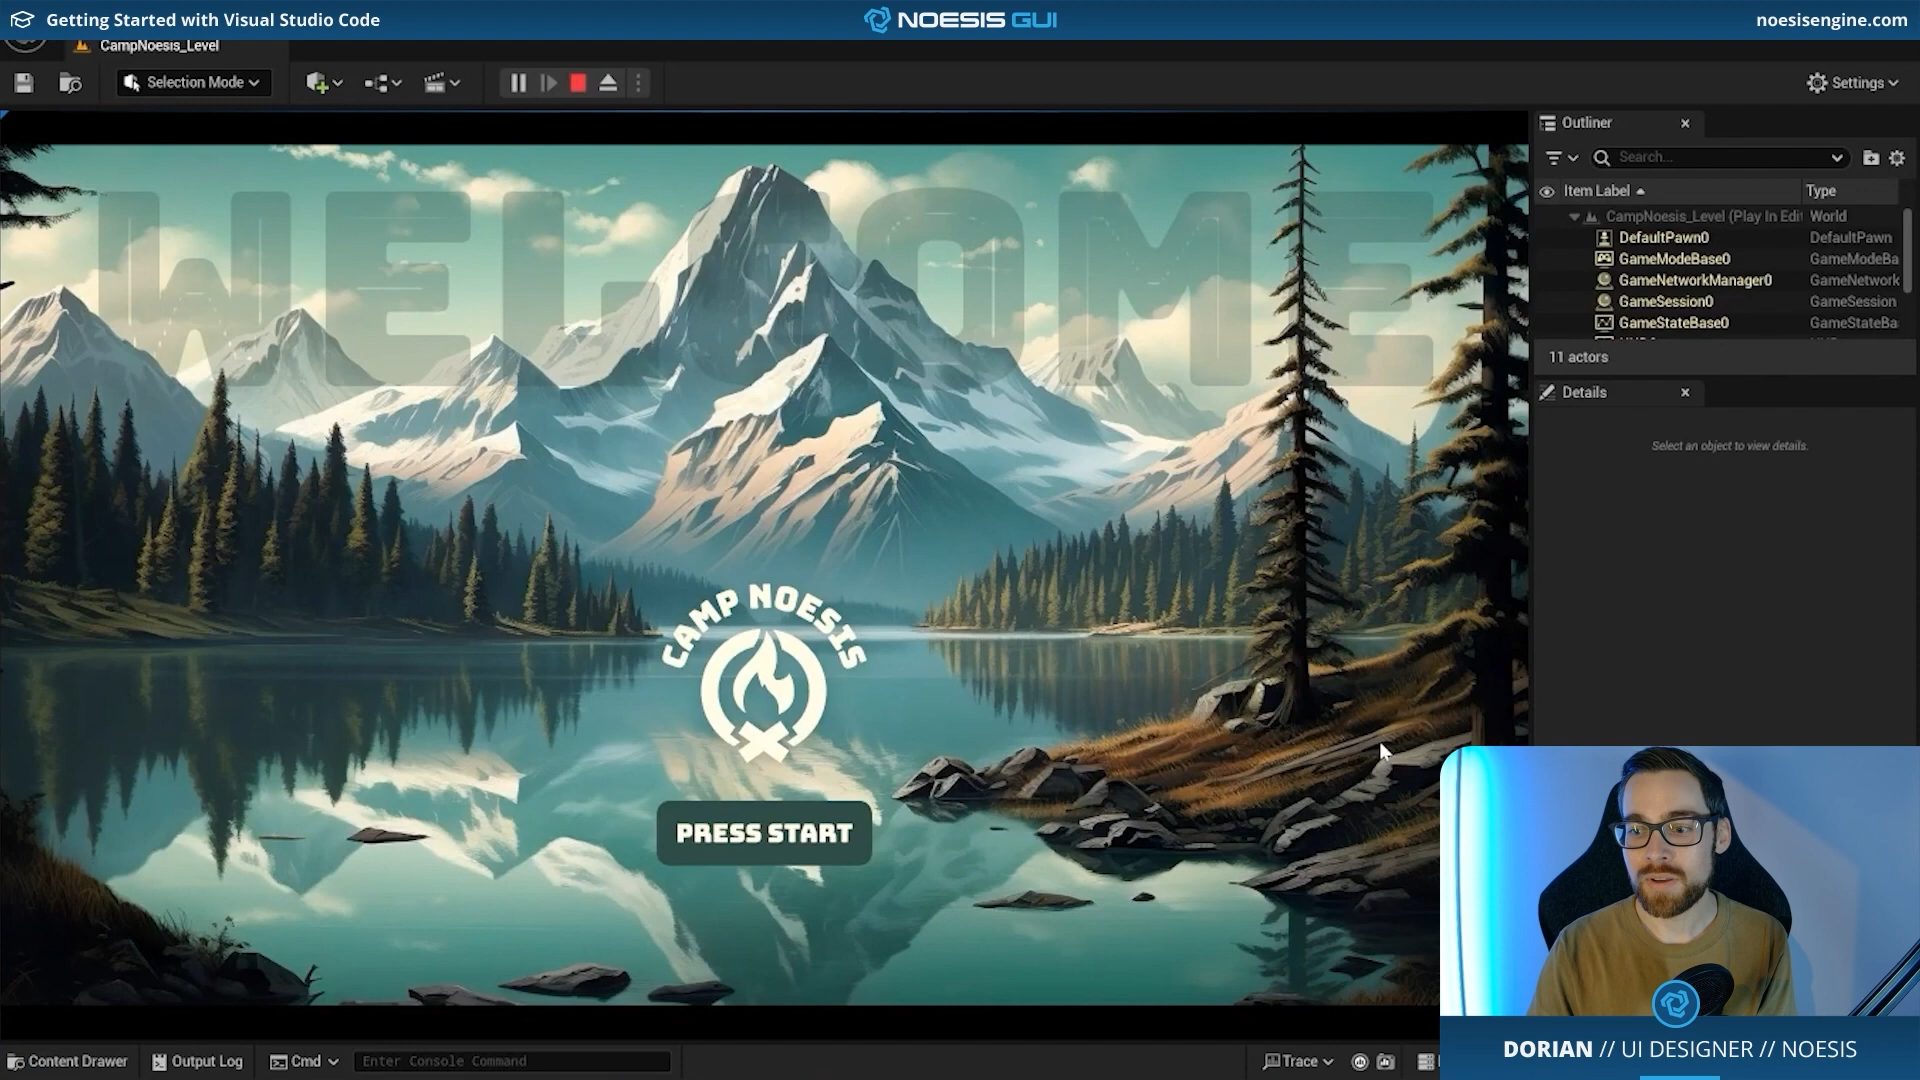 Getting Started with Visual Studio Code
NOESIS GUI
noesisengine.com
CampNoesis_Level
Selection Mode
Settings
Outliner
Search...
Item Label
Type
CampNoesis_Level (Play In Edi
World
DefaultPawn0
DefaultPawn
GameModeBase0
GameModeBa
GameNetworkManager0
GameNetwork
GameSession0
GameSession
GameStateBase0
GameStateBa
11 actors
Details
Select an object to view details.
WELCOME
CAMP NOESIS
PRESS START
Content Drawer
Output Log
Cmd
Enter Console Command
Trace
DORIAN // UI DESIGNER // NOESIS